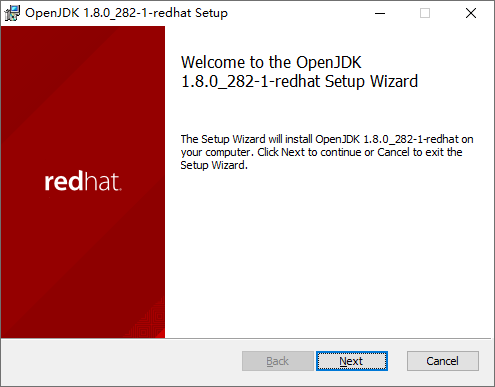 OpenJDK 1.8.0_282-1-redhat Setup
Welcome to the OpenJDK
1.8.0_282-1-redhat Setup Wizard
The Setup Wizard will install OpenJDK 1.8.0_282-1-redhat on
your computer. Click Next to continue or Cancel to exit the
Setup Wizard.
redhat.
Back
Next
Cancel